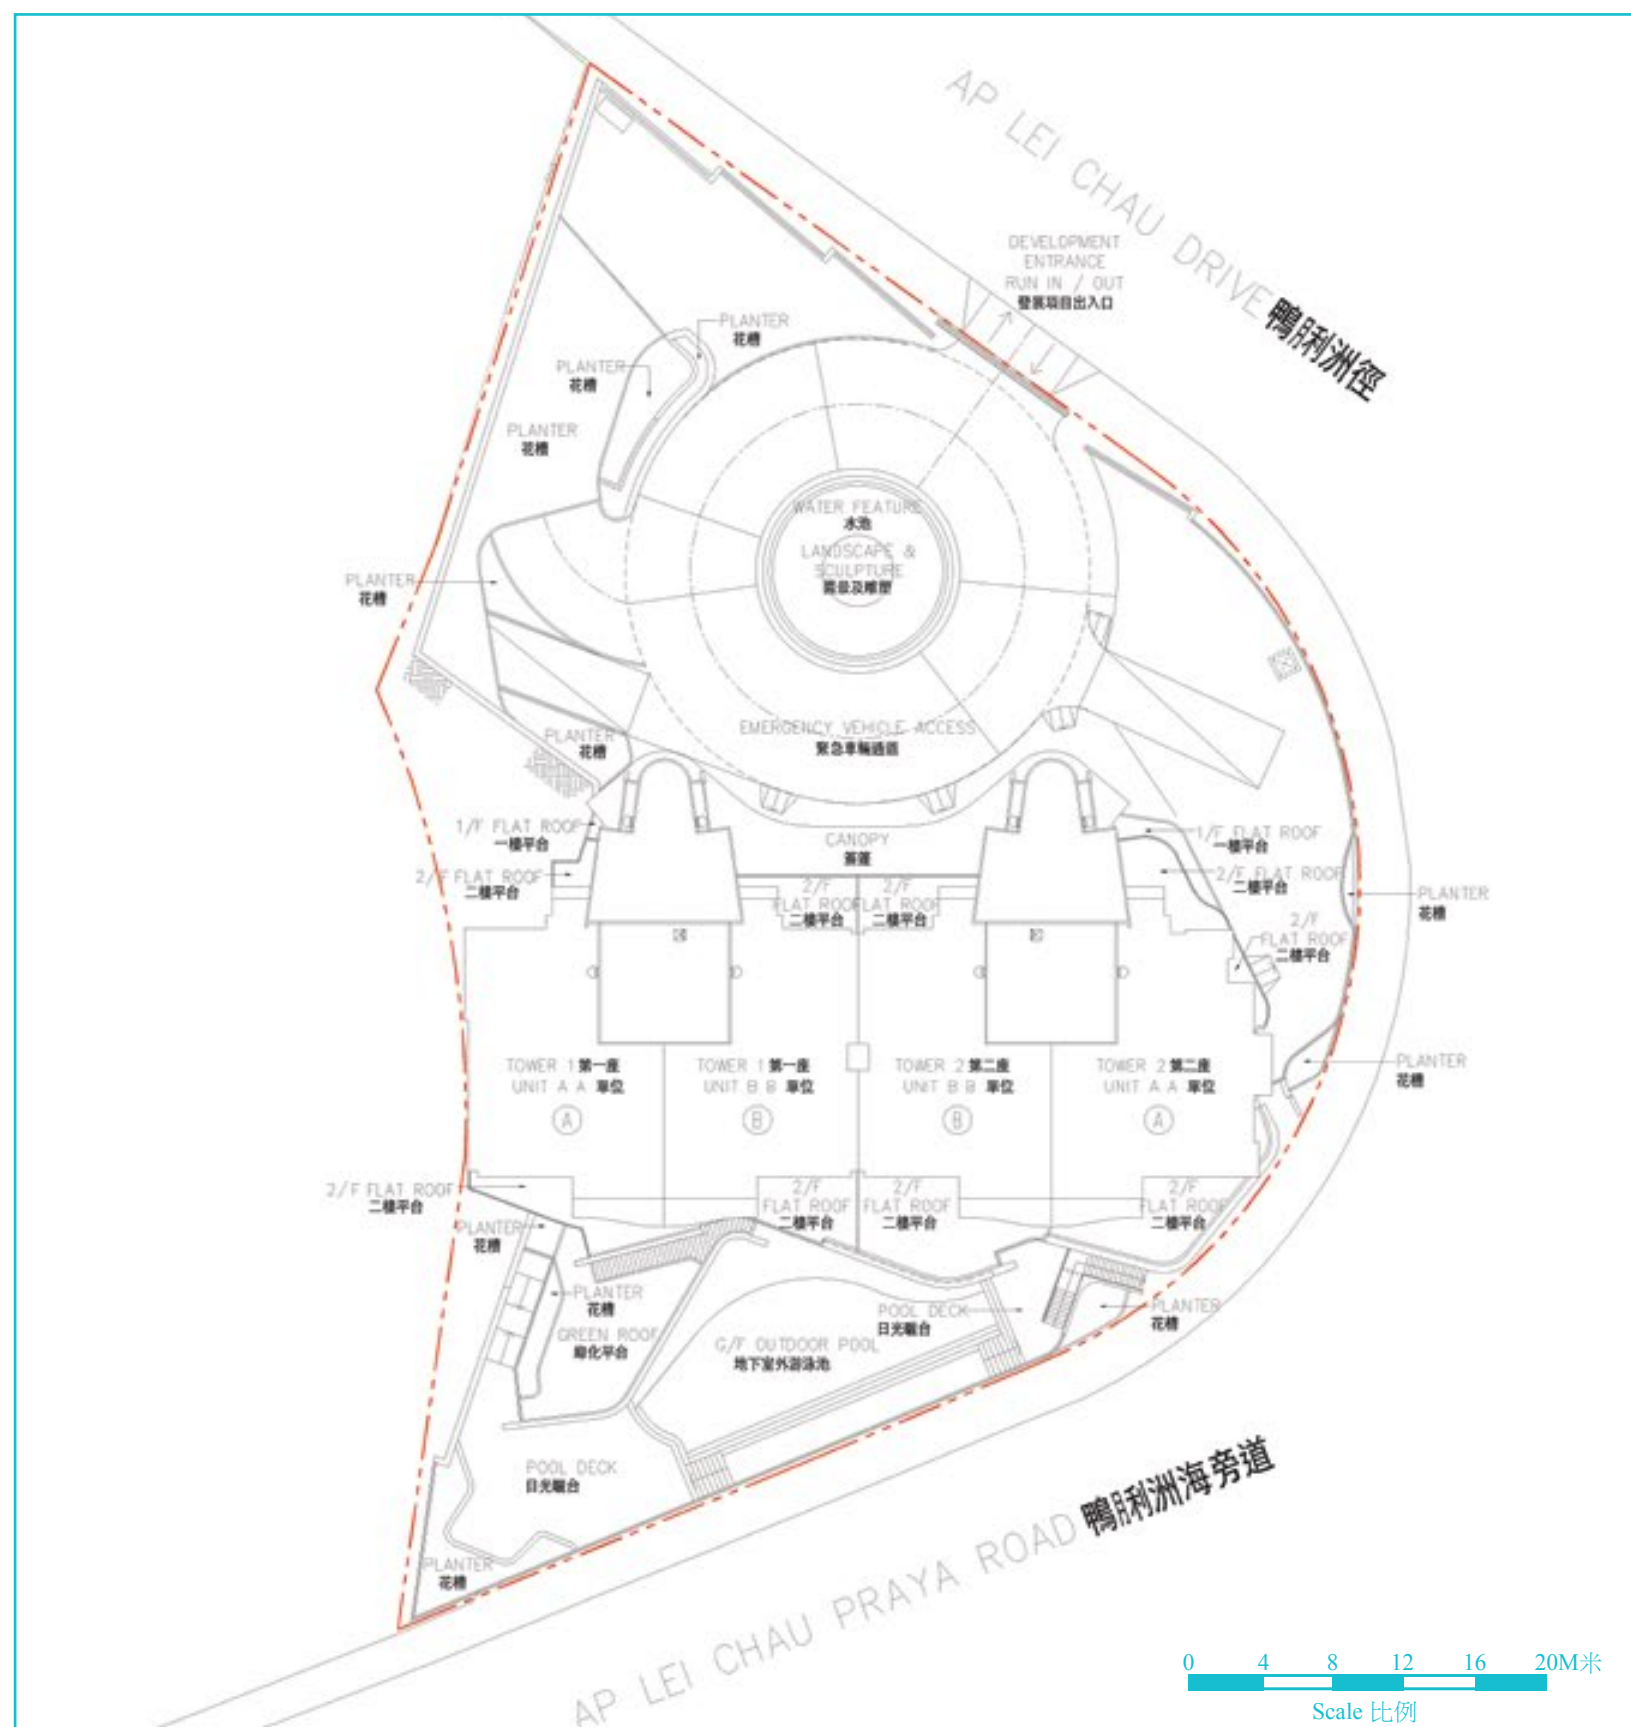 AP LEI CHAU DRIVE 鴨脷洲徑
DEVELOPMENT
ENTRANCE
RUN IN / OUT
發展項目出入口
PLANTER
花槽
PLANTER
花槽
PLANTER
花槽
WATER FEATURE
水池
LANDSCAPE &
SCULPTURE
園景及雕塑
PLANTER
花槽
EMERGENCY VEHICLE ACCESS
緊急車輛通道
PLANTER
花槽
1/F FLAT ROOF
一樓平台
CANOPY
簷篷
1/F FLAT ROOF
一樓平台
2/F FLAT ROOF
二樓平台
2/F
FLAT ROOF
二樓平台
2/F
FLAT ROOF
二樓平台
2/F FLAT ROOF
二樓平台
PLANTER
花槽
2/F
FLAT ROOF
二樓平台
TOWER 1 第一座
UNIT A A 單位
A
TOWER 1 第一座
UNIT B B 單位
B
TOWER 2 第二座
UNIT B B 單位
B
TOWER 2 第二座
UNIT A A 單位
A
PLANTER
花槽
2/F FLAT ROOF
二樓平台
2/F
FLAT ROOF
二樓平台
2/F
FLAT ROOF
二樓平台
2/F
FLAT ROOF
二樓平台
PLANTER
花槽
PLANTER
花槽
GREEN ROOF
綠化平台
G/F OUTDOOR POOL
地下室外游泳池
POOL DECK
日光曬台
PLANTER
花槽
POOL DECK
日光曬台
PLANTER
花槽
AP LEI CHAU PRAYA ROAD 鴨脷洲海旁道
0 4 8 12 16 20M米
Scale 比例